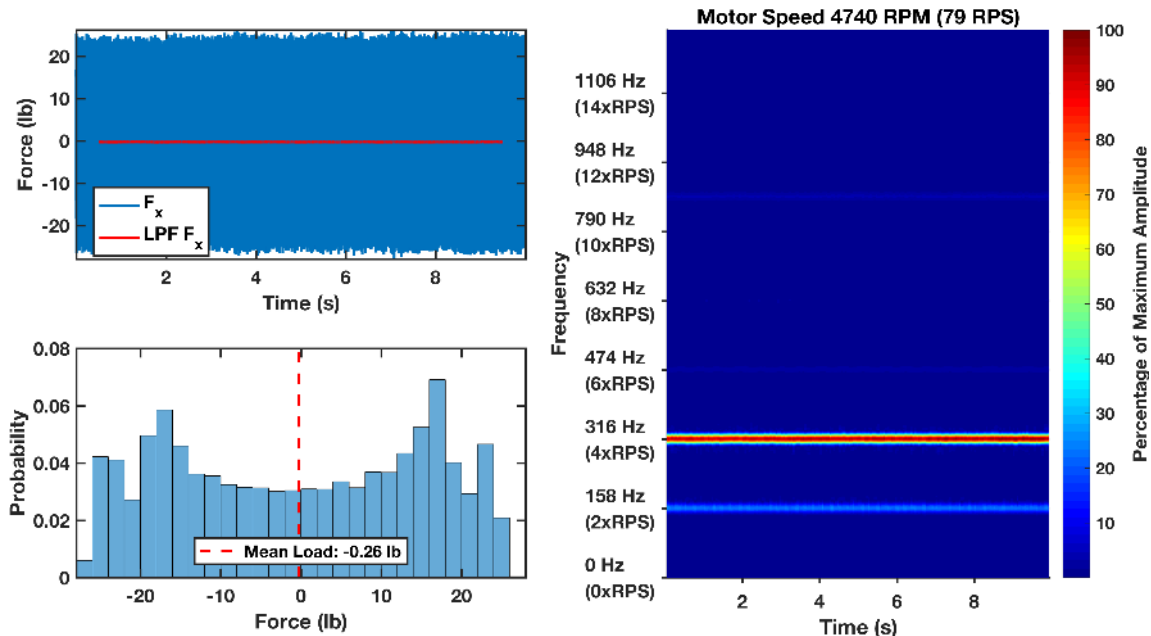 20
10
0
-10
-20
Force (lb)
F x
LPF F x
2
4
6
8
Time (s)
0.08
0.06
0.04
0.02
0
Probability
Mean Load: -0.26 lb
-20
-10
0
10
20
Force (lb)
Motor Speed 4740 RPM (79 RPS)
1106 Hz
(14xRPS)
948 Hz
(12xRPS)
790 Hz
(10xRPS)
632 Hz
(8xRPS)
474 Hz
(6xRPS)
316 Hz
(4xRPS)
158 Hz
(2xRPS)
0 Hz
(0xRPS)
Frequency
2
4
6
8
Time (s)
100
90
80
70
60
50
40
30
20
10
Percentage of Maximum Amplitude